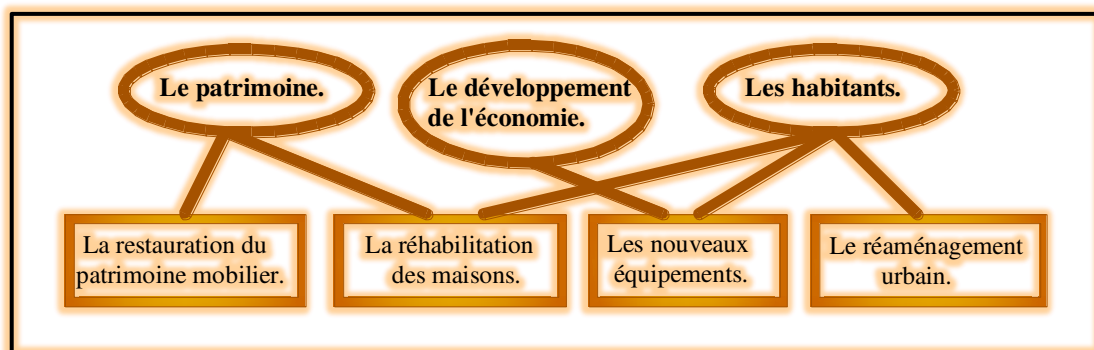 Le patrimoine.
Le développement
de l'économie.
Les habitants.
La restauration du
patrimoine mobilier.
La réhabilitation
des maisons.
Les nouveaux
équipements.
Le réaménagement
urbain.